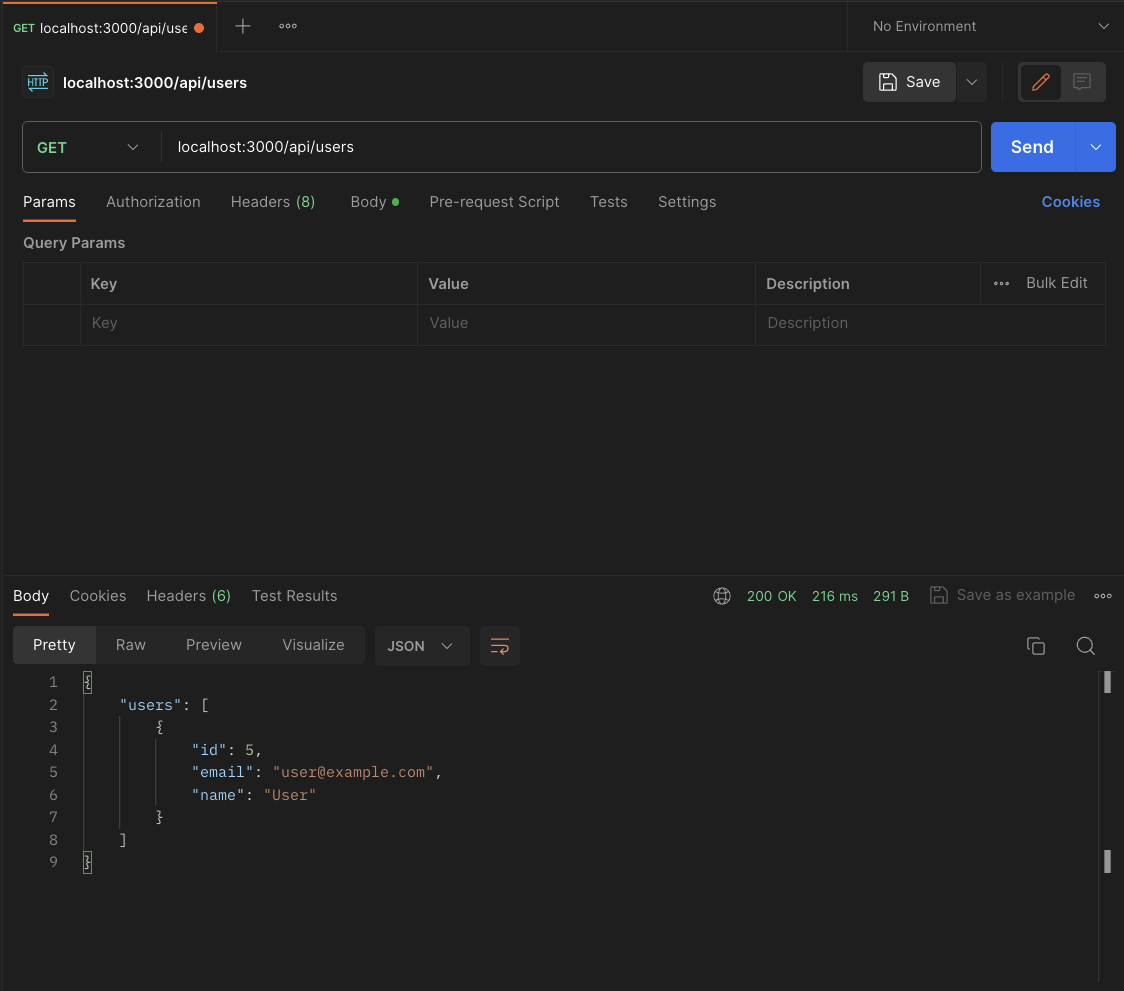 GET localhost:3000/api/use
No Environment
HTTP localhost:3000/api/users
Save
GET localhost:3000/api/users
Send
Params Authorization Headers (8) Body Pre-request Script Tests Settings Cookies
Query Params
Key Value Description Bulk Edit
Key Value Description
Body Cookies Headers (6) Test Results 200 OK 216 ms 291 B Save as example
Pretty Raw Preview Visualize JSON
1 {
2 "users": [
3 {
4 "id": 5,
5 "email": "user@example.com",
6 "name": "User"
7 }
8 ]
9 }